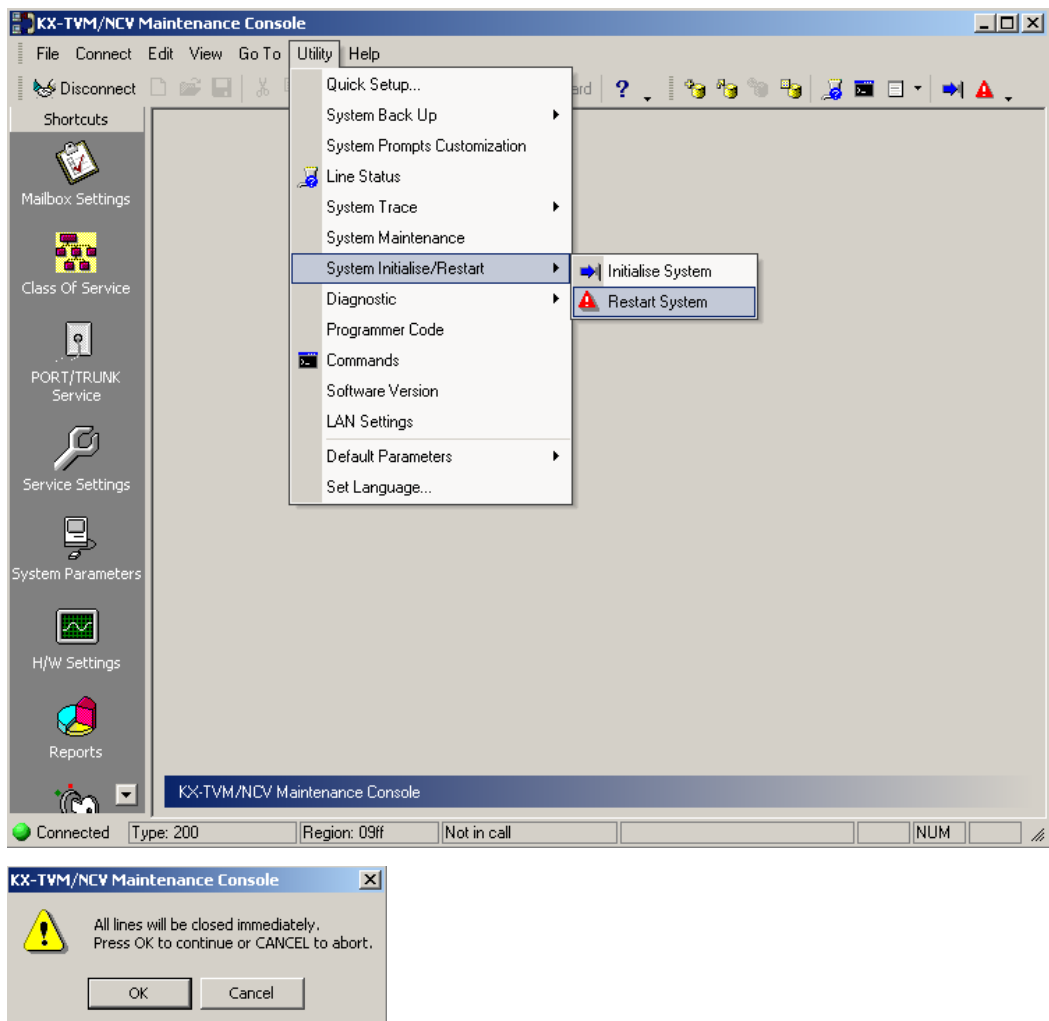 KX-TVM/NCV Maintenance Console
File Connect Edit View Go To Utility Help
Disconnect
?
Shortcuts
Mailbox Settings
Class Of Service
PORT/TRUNK
Service
Service Settings
System Parameters
H/W Settings
Reports
Quick Setup...
System Back Up
System Prompts Customization
Line Status
System Trace
System Maintenance
System Initialise/Restart
Diagnostic
Programmer Code
Commands
Software Version
LAN Settings
Default Parameters
Set Language...
Initialise System
Restart System
KX-TVM/NCV Maintenance Console
Connected Type: 200 Region: 09ff Not in call NUM
KX-TVM/NCV Maintenance Console
All lines will be closed immediately.
Press OK to continue or CANCEL to abort.
OK Cancel